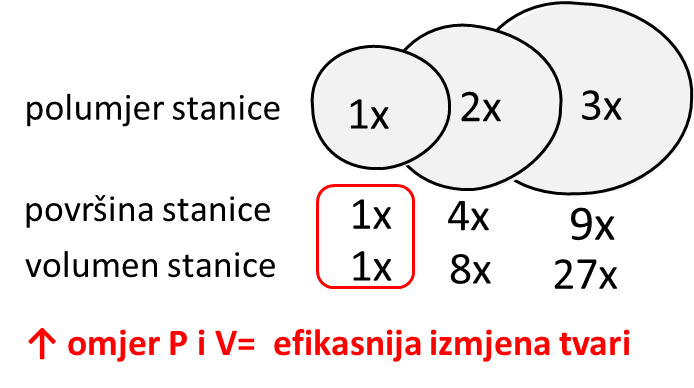 polumjer stanice 1x 2x 3x
površina stanice 1x 4x 9x
volumen stanice 1x 8x 27x
↑ omjer P i V= efikasnija izmjena tvari